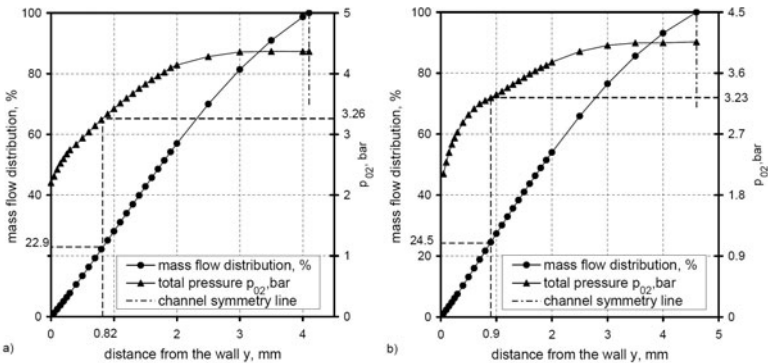 100
80
60
40
22.9
20
0
mass flow distribution, %
5
4
3.26
3
2
1
0
p02, bar
mass flow distribution, %
total pressure p02,bar
channel symmetry line
0 0.82 2 3 4 5
distance from the wall y, mm
a)
100
80
60
40
24.5
20
0
mass flow distribution, %
4.5
3.6
3.23
2.7
1.8
0.9
0
p02, bar
mass flow distribution, %
total pressure p02,bar
channel symmetry line
0 0.9 2 3 4 5
distance from the wall y, mm
b)